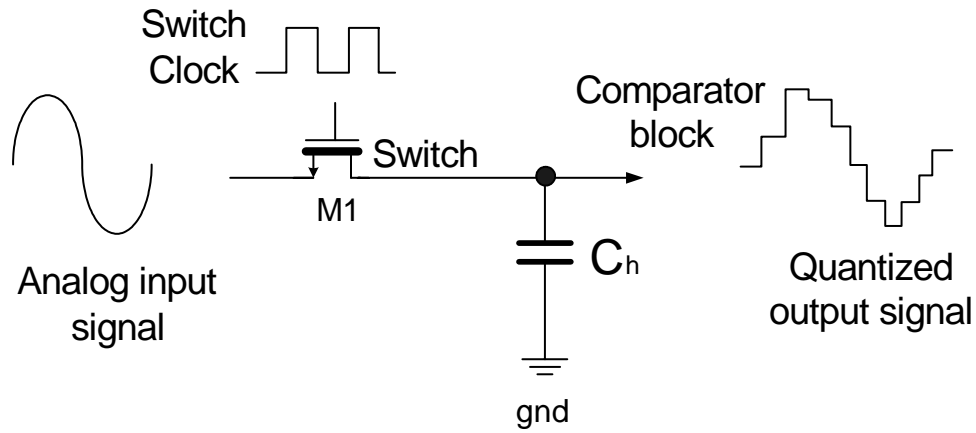 Switch
Clock
Comparator
block
Switch
M1
Ch
Analog input
signal
Quantized
output signal
gnd